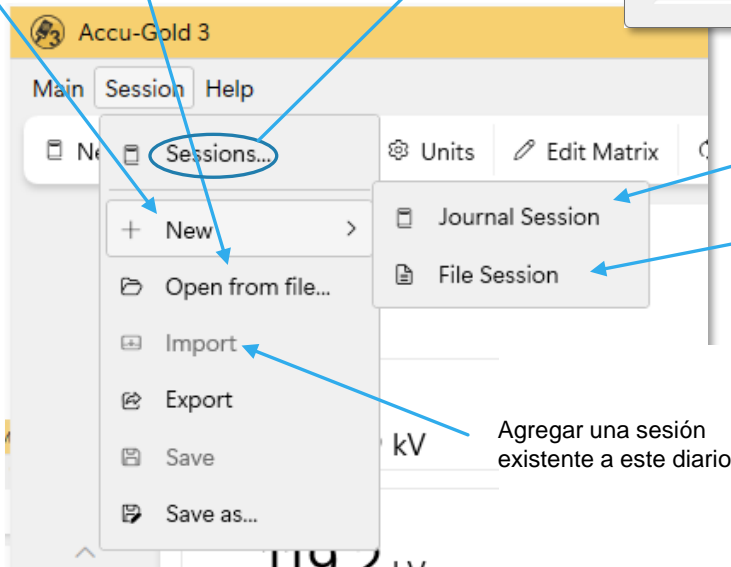 Accu-Gold 3
Main Session Help
Sessions...
Units
Edit Matrix
New
Journal Session
Open from file...
File Session
Import
Export
Agregar una sesión
kV
existente a este diario
Save
Save as...